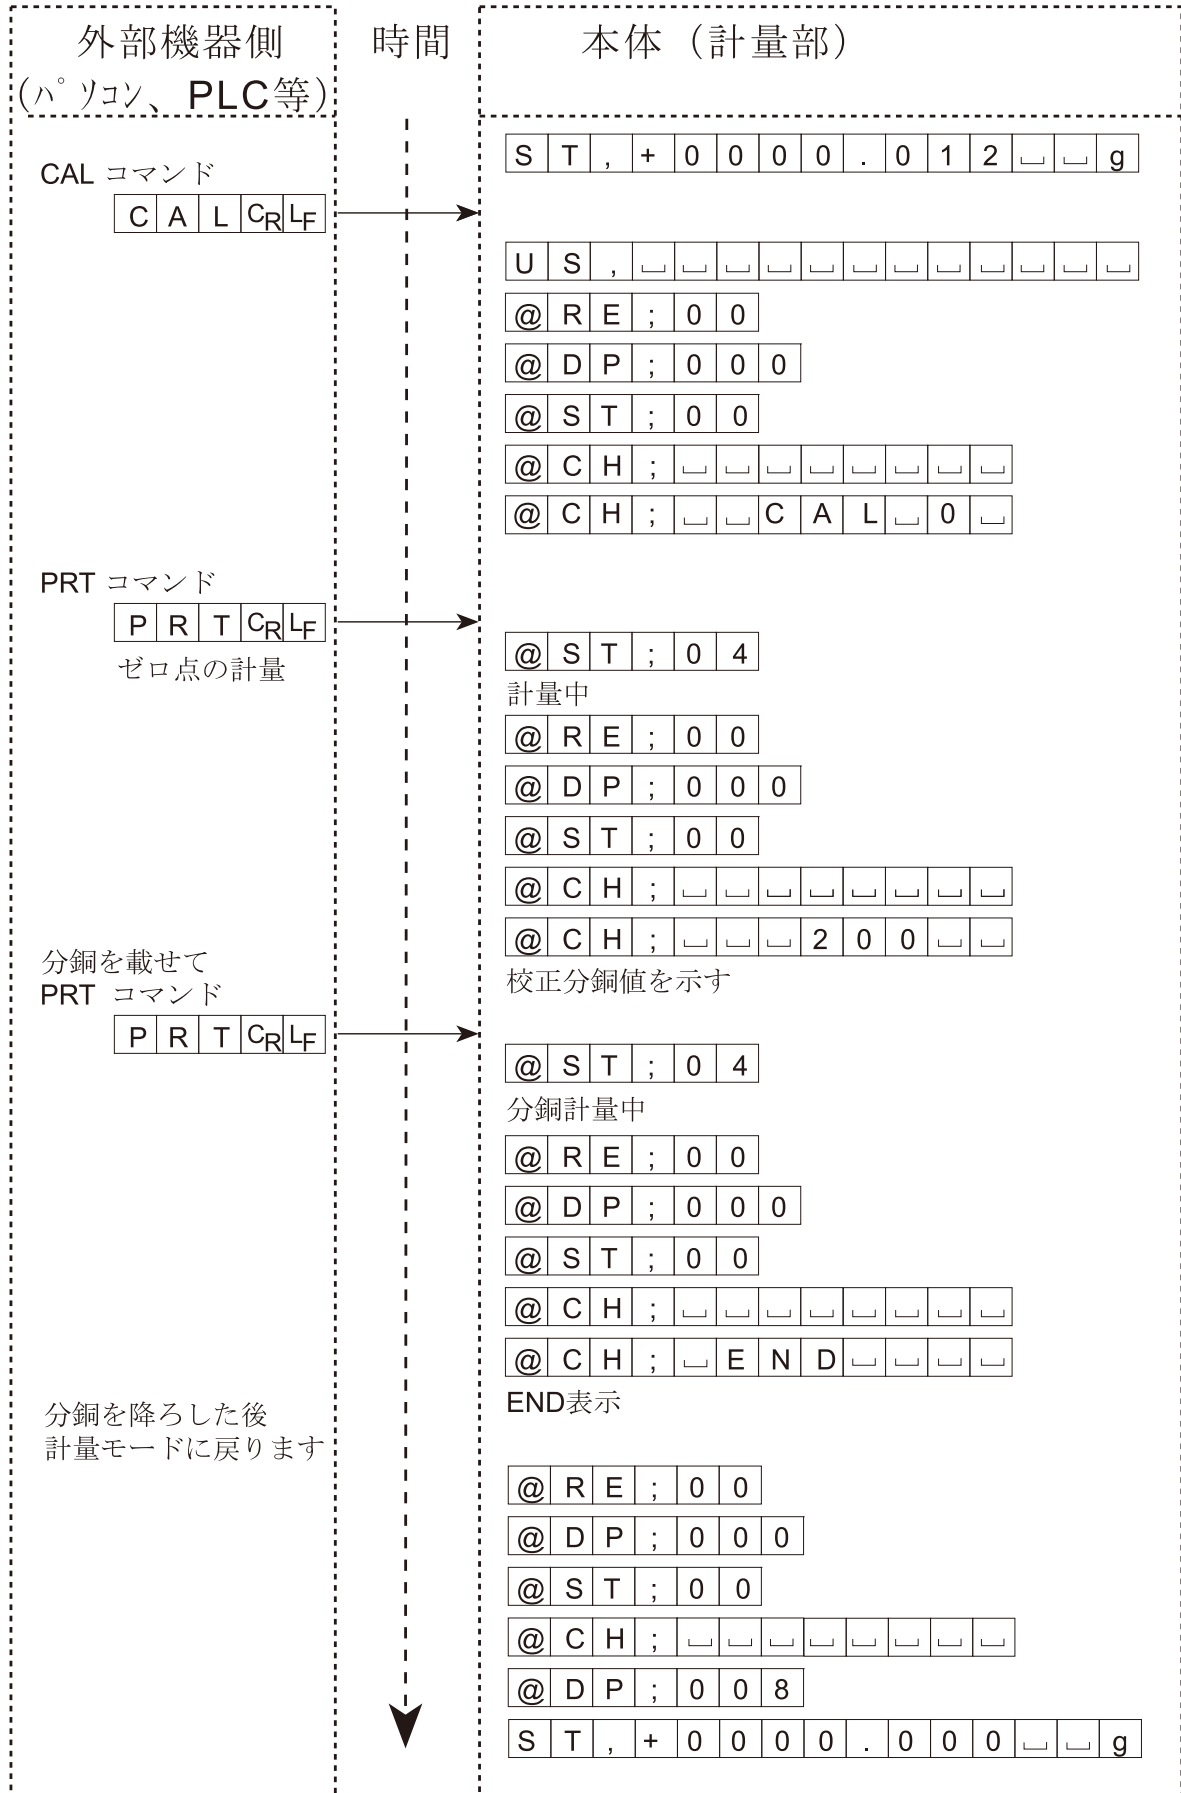 外部機器側
(パソコン、PLC等)
時間
本体（計量部）
ST,+0000.012␣␣g
CAL コマンド
CALCRLF
US,␣␣␣␣␣␣␣␣␣␣␣␣
@RE;00
@DP;000
@ST;00
@CH;␣␣␣␣␣␣␣␣
@CH;␣␣CAL␣0␣
PRT コマンド
PRTCRLF
ゼロ点の計量
@ST;04
計量中
@RE;00
@DP;000
@ST;00
@CH;␣␣␣␣␣␣␣␣
@CH;␣␣␣200␣␣
校正分銅値を示す
分銅を載せて
PRT コマンド
PRTCRLF
@ST;04
分銅計量中
@RE;00
@DP;000
@ST;00
@CH;␣␣␣␣␣␣␣␣
@CH;␣END␣␣␣␣
END表示
分銅を降ろした後
計量モードに戻ります
@RE;00
@DP;000
@ST;00
@CH;␣␣␣␣␣␣␣␣
@DP;008
ST,+0000.000␣␣g